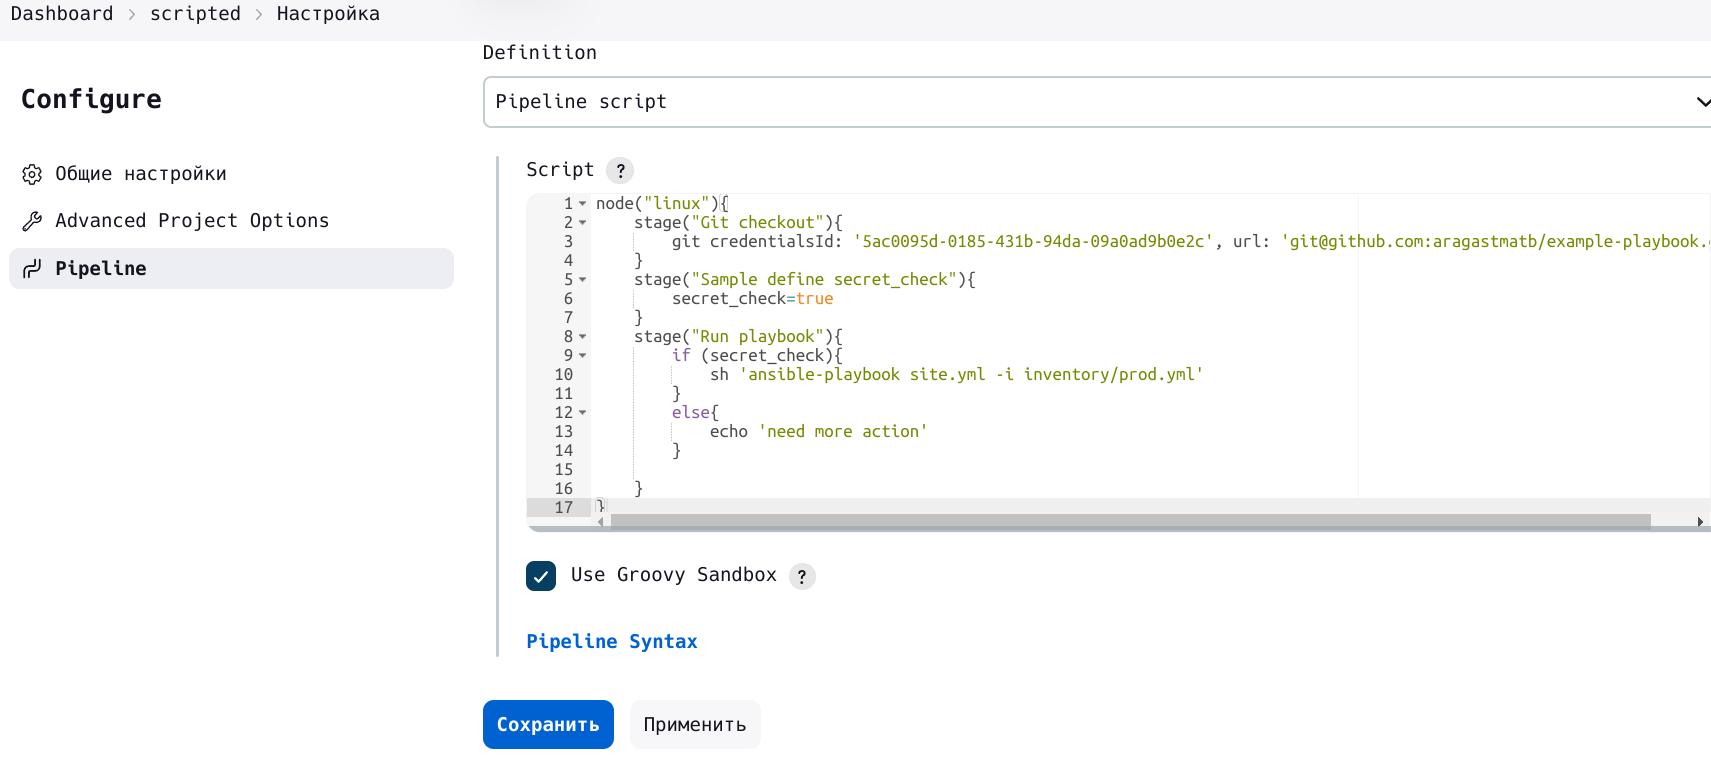 Dashboard > scripted > Настройка
Configure
Общие настройки
Advanced Project Options
Pipeline
Definition
Pipeline script
Script ?
1 node("linux"){
2 stage("Git checkout"){
3 git credentialsId: '5ac0095d-0185-431b-94da-09a0ad9b0e2c', url: 'git@github.com:aragastmatb/example-playbook.
4 }
5 stage("Sample define secret_check"){
6 secret_check=true
7 }
8 stage("Run playbook"){
9 if (secret_check){
10 sh 'ansible-playbook site.yml -i inventory/prod.yml'
11 }
12 else{
13 echo 'need more action'
14 }
15
16 }
17 }
Use Groovy Sandbox ?
Pipeline Syntax
Сохранить Применить